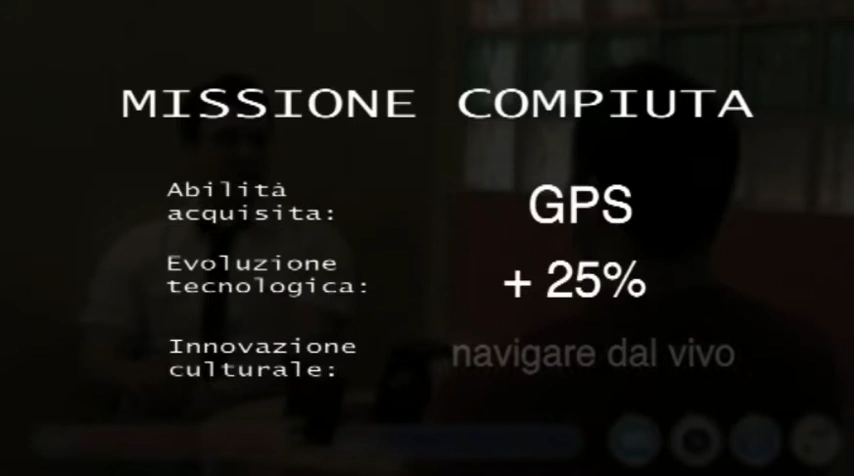 MISSIONE COMPIUTA
Abilità
acquisita:
GPS
Evoluzione
tecnologica:
+ 25%
Innovazione
culturale:
navigare dal vivo